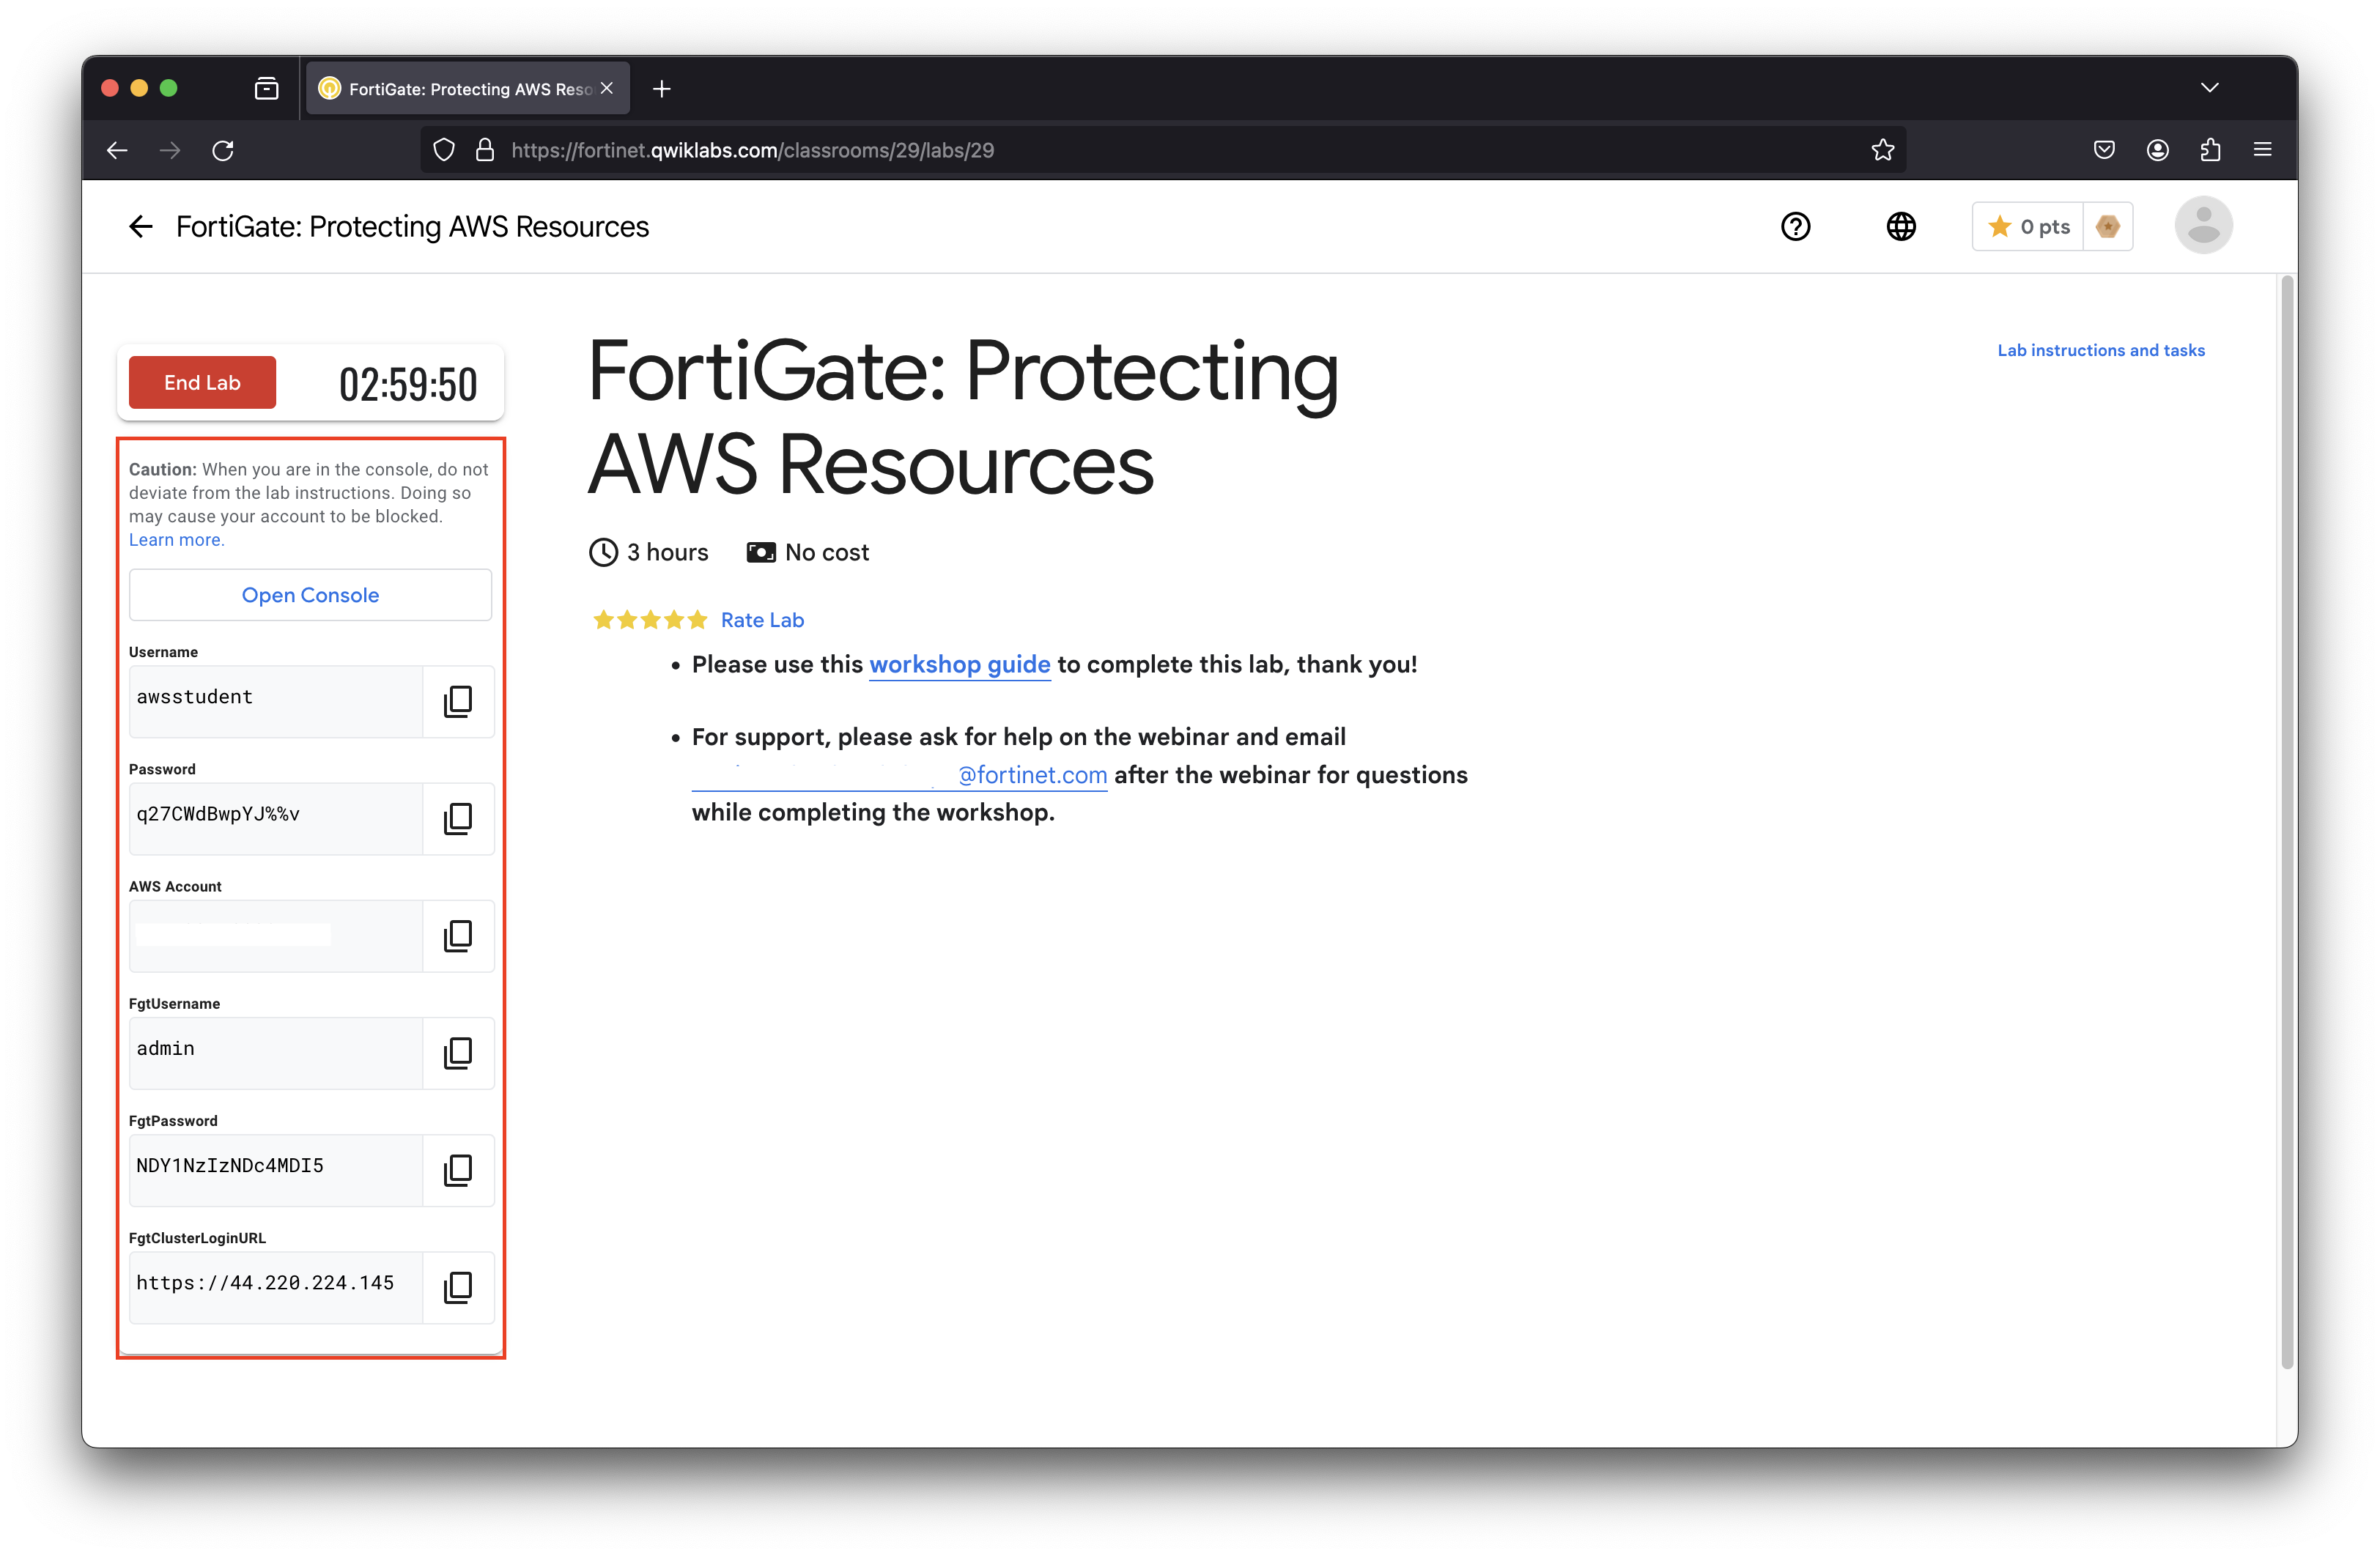 FortiGate: Protecting AWS Reso
https://fortinet.qwiklabs.com/classrooms/29/labs/29
FortiGate: Protecting AWS Resources
0 pts
End Lab
02:59:50
Caution: When you are in the console, do not
deviate from the lab instructions. Doing so
may cause your account to be blocked.
Learn more.
Open Console
Username
awsstudent
Password
q27CWdBwpYJ%%v
AWS Account
FgtUsername
admin
FgtPassword
NDY1NzIzNDc4MDI5
FgtClusterLoginURL
https://44.220.224.145
FortiGate: Protecting
AWS Resources
3 hours
No cost
Rate Lab
• Please use this workshop guide to complete this lab, thank you!
• For support, please ask for help on the webinar and email
@fortinet.com after the webinar for questions
while completing the workshop.
Lab instructions and tasks